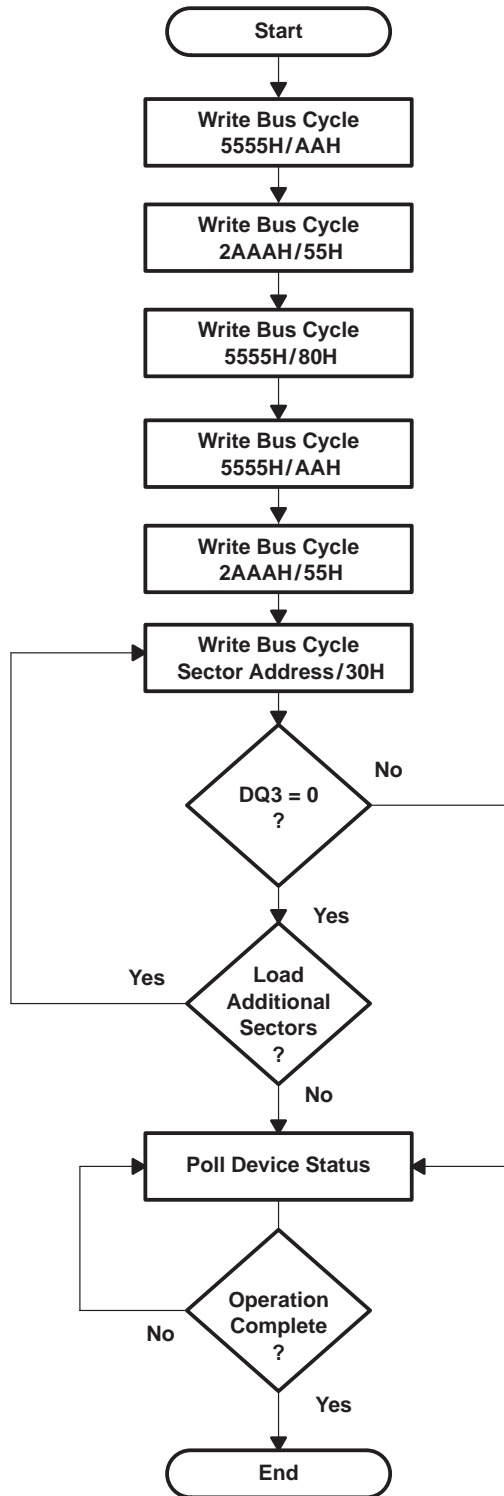 Start
Write Bus Cycle
5555H/AAH
Write Bus Cycle
2AAAH/55H
Write Bus Cycle
5555H/80H
Write Bus Cycle
5555H/AAH
Write Bus Cycle
2AAAH/55H
Write Bus Cycle
Sector Address/30H
No
DQ3 = 0
?
Yes
Yes
Load
Additional
Sectors
?
No
Poll Device Status
Operation
Complete
?
No
Yes
End